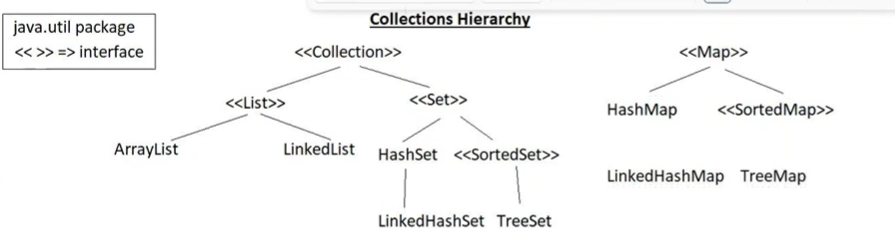 Collections Hierarchy
java.util package
<< >> => interface
<<Collection>>
<<Map>>
<<List>>
<<Set>>
HashMap
<<SortedMap>>
ArrayList
LinkedList
HashSet
<<SortedSet>>
LinkedHashMap
TreeMap
LinkedHashSet
TreeSet